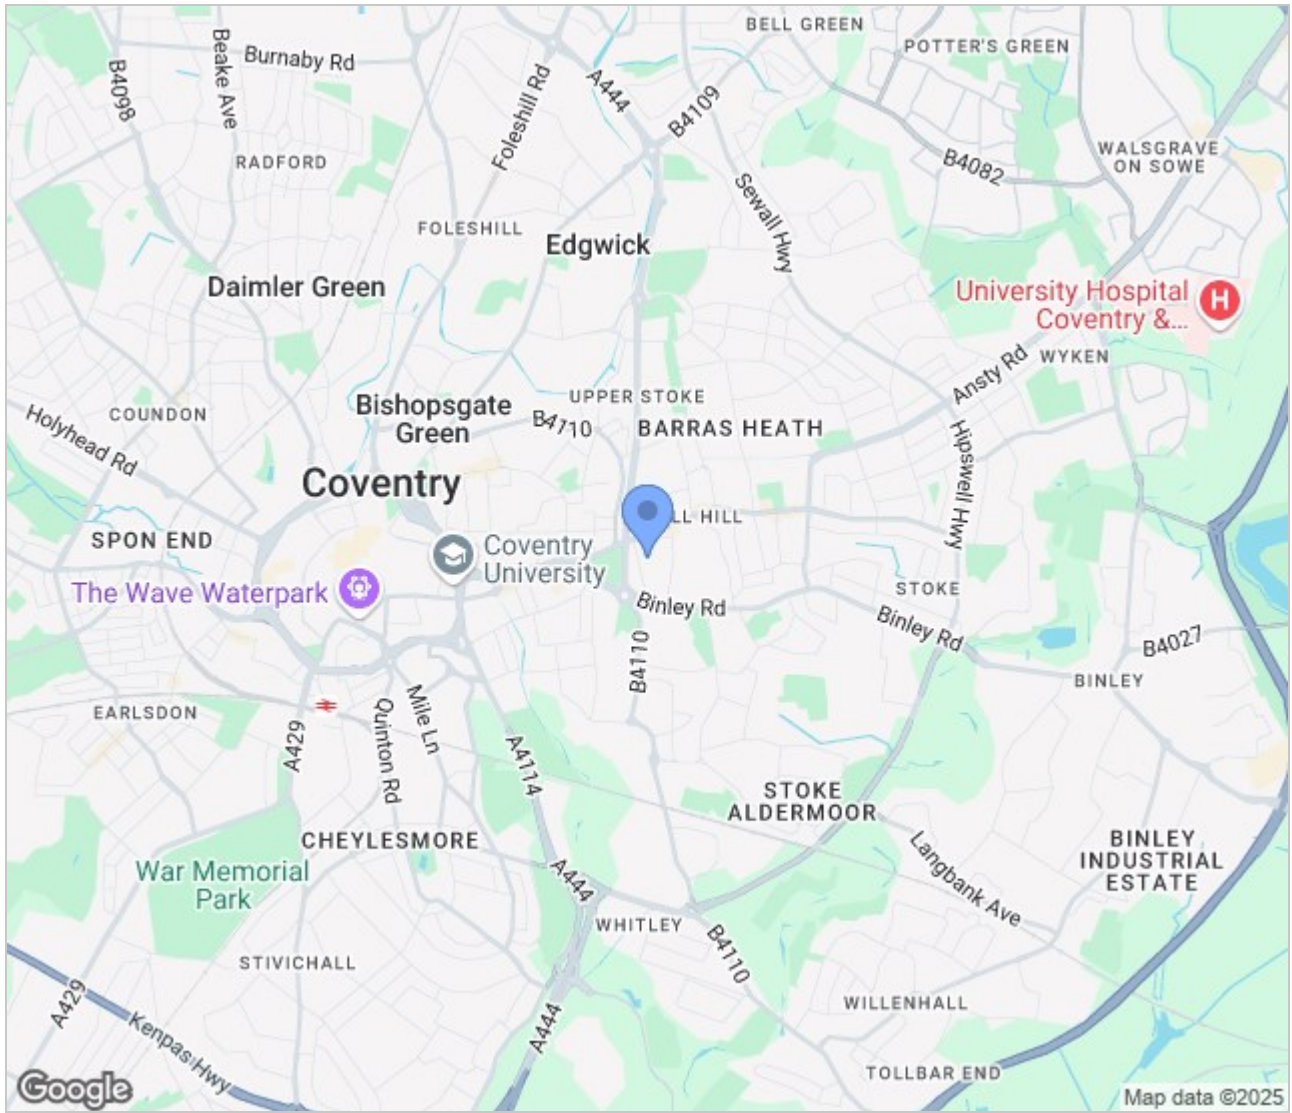 BELL GREEN
POTTER'S GREEN
Burnaby Rd
Beake Ave
B4098
Foleshill Rd
A444
B4109
WALSGRAVE
ON SOWE
B4082
RADFORD
Sewall Hwy
FOLESHILL
Edgwick
Daimler Green
University Hospital
Coventry &...
H
WYKEN
Ansty Rd
UPPER STOKE
Bishopsgate
Green
B4110
BARRAS HEATH
COUNDON
Holyhead Rd
Hipswell Hwy
Coventry
LL HILL
SPON END
Coventry
University
The Wave Waterpark
STOKE
Binley Rd
Binley Rd
B4027
B4110
BINLEY
EARLSDON
A429
Quinton Rd
Mile Ln
A4114
STOKE
ALDERMOOR
CHEYLESMORE
BINLEY
INDUSTRIAL
ESTATE
War Memorial
Park
Langbank Ave
A444
WHITLEY
B4110
STIVICHALL
WILLENHALL
A429
Kenpas Hwy
A444
TOLLBAR END
Google
Map data ©2025